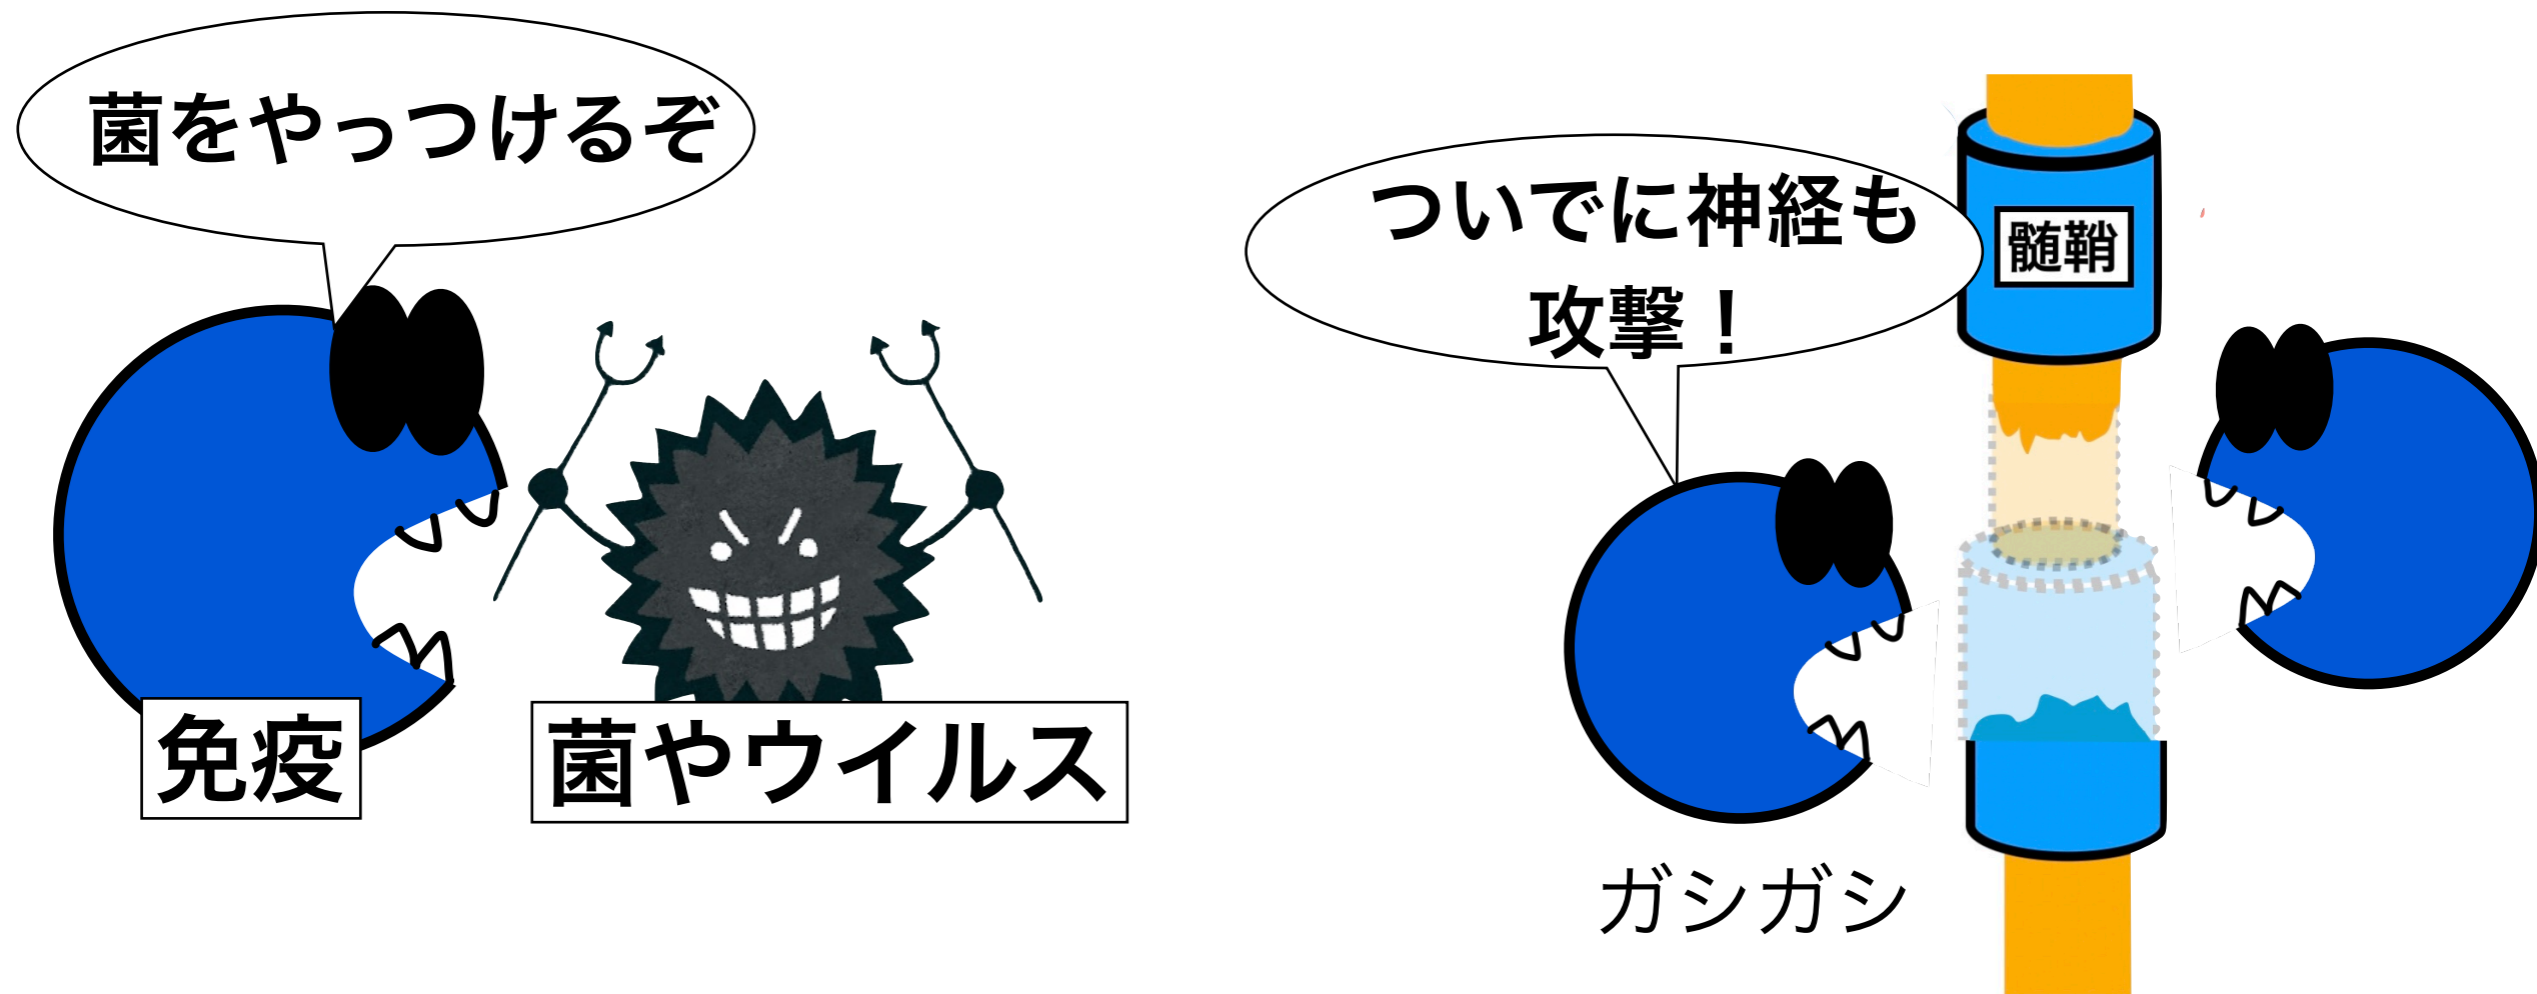 菌をやっつけるぞ
免疫
菌やウイルス
ついでに神経も
攻撃！
髄鞘
ガシガシ